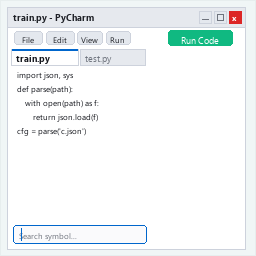 train.py - PyCharm
File Edit View Run Run Code
train.py test.py
import json, sys
def parse(path):
with open(path) as f:
return json.load(f)
cfg = parse('c.json')
Search symbol...